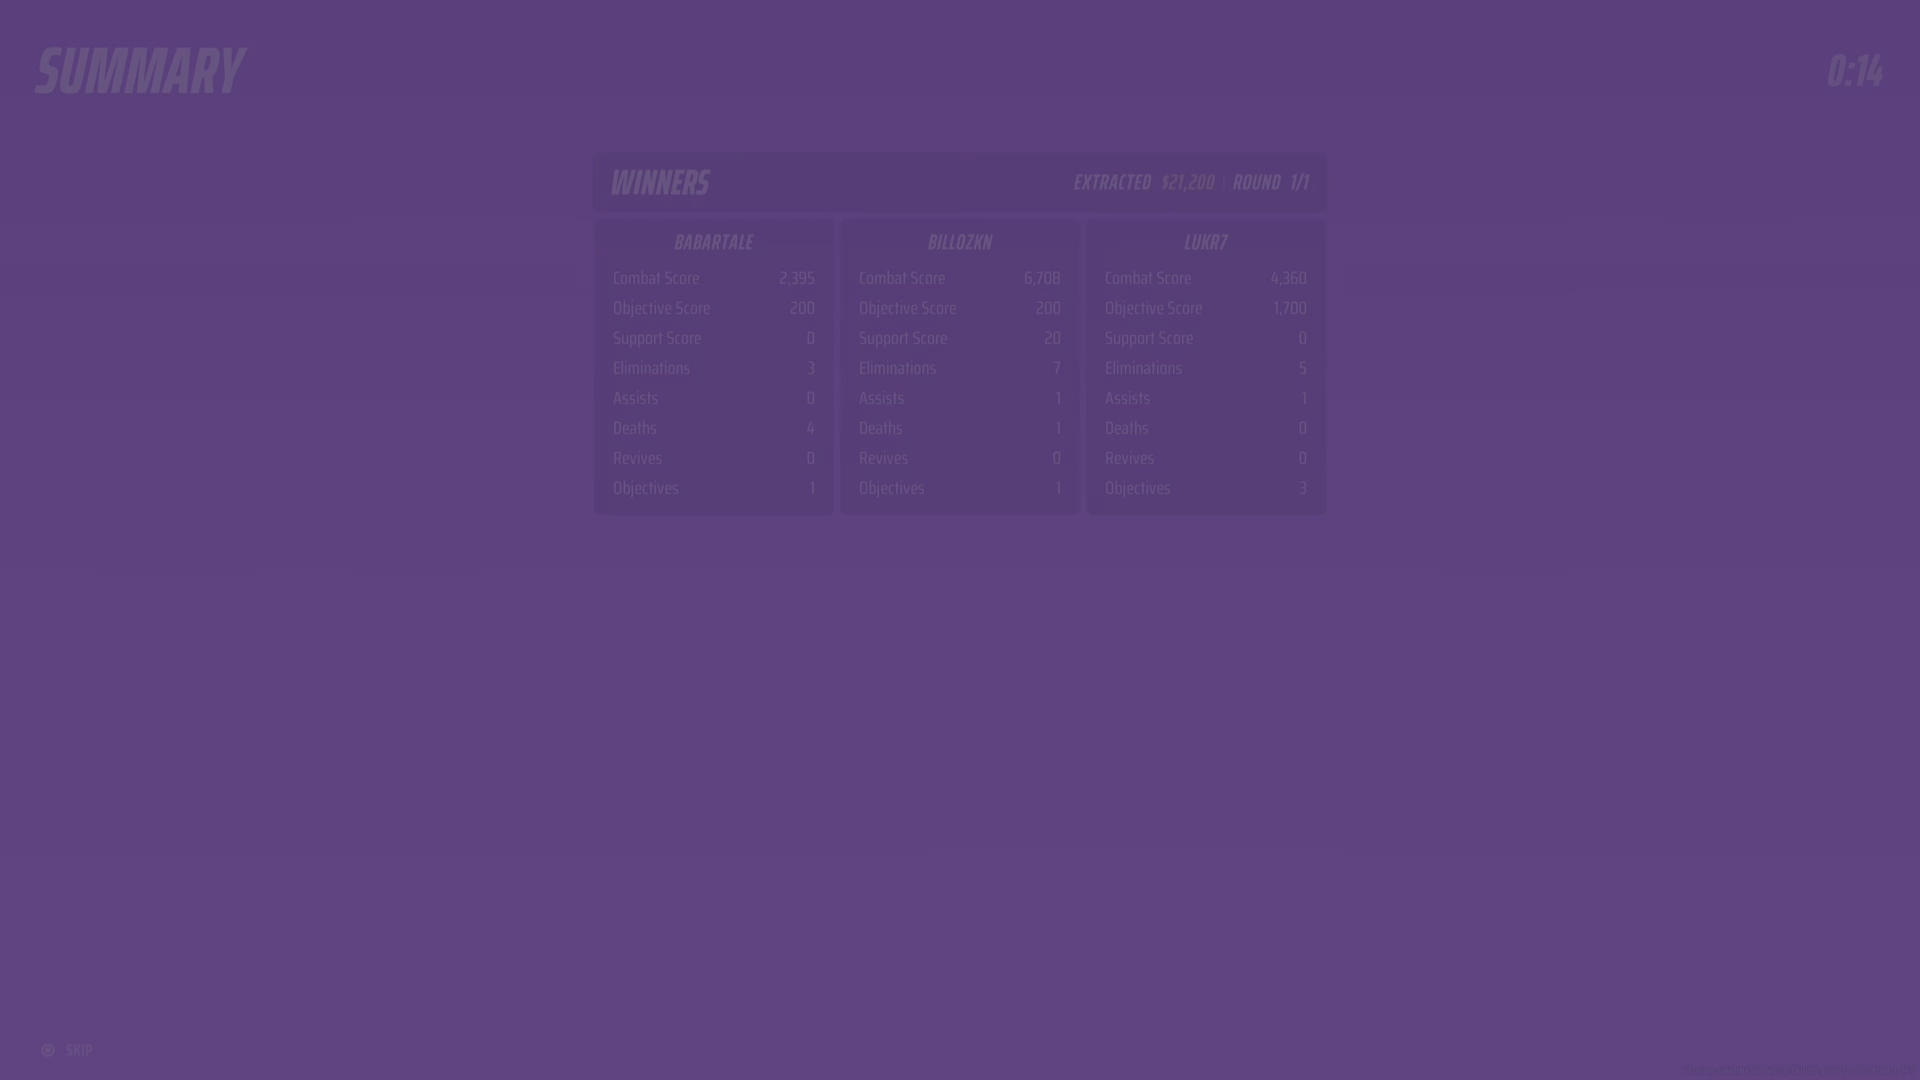 SUMMARY
0:14
WINNERS
EXTRACTED $21,200 | ROUND 1/1
BABARTALE
Combat Score 2,395
Objective Score 200
Support Score 0
Eliminations 3
Assists 0
Deaths 4
Revives 0
Objectives 1
BILLOZKN
Combat Score 6,708
Objective Score 200
Support Score 20
Eliminations 7
Assists 1
Deaths 1
Revives 0
Objectives 1
LUKR7
Combat Score 4,360
Objective Score 1,700
Support Score 0
Eliminations 5
Assists 1
Deaths 0
Revives 0
Objectives 3
SKIP